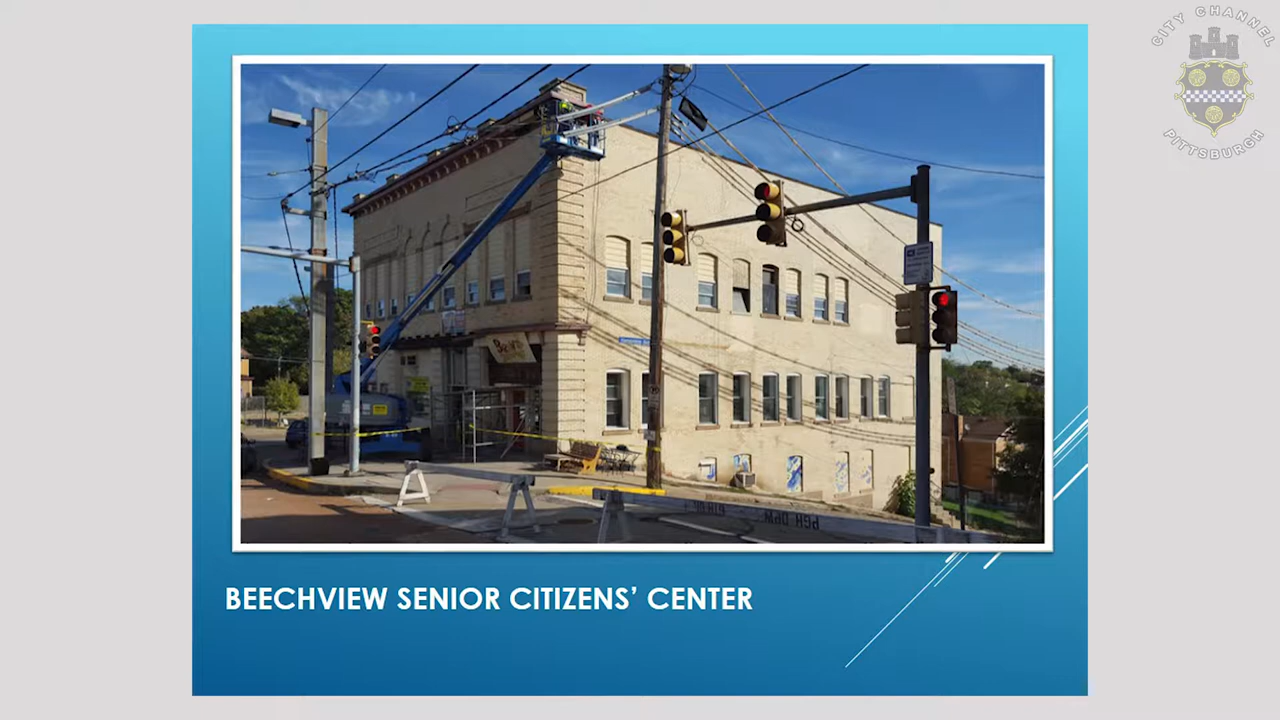 CITY CHANNEL
PITTSBURGH
PGH DPW
BEECHVIEW SENIOR CITIZENS' CENTER